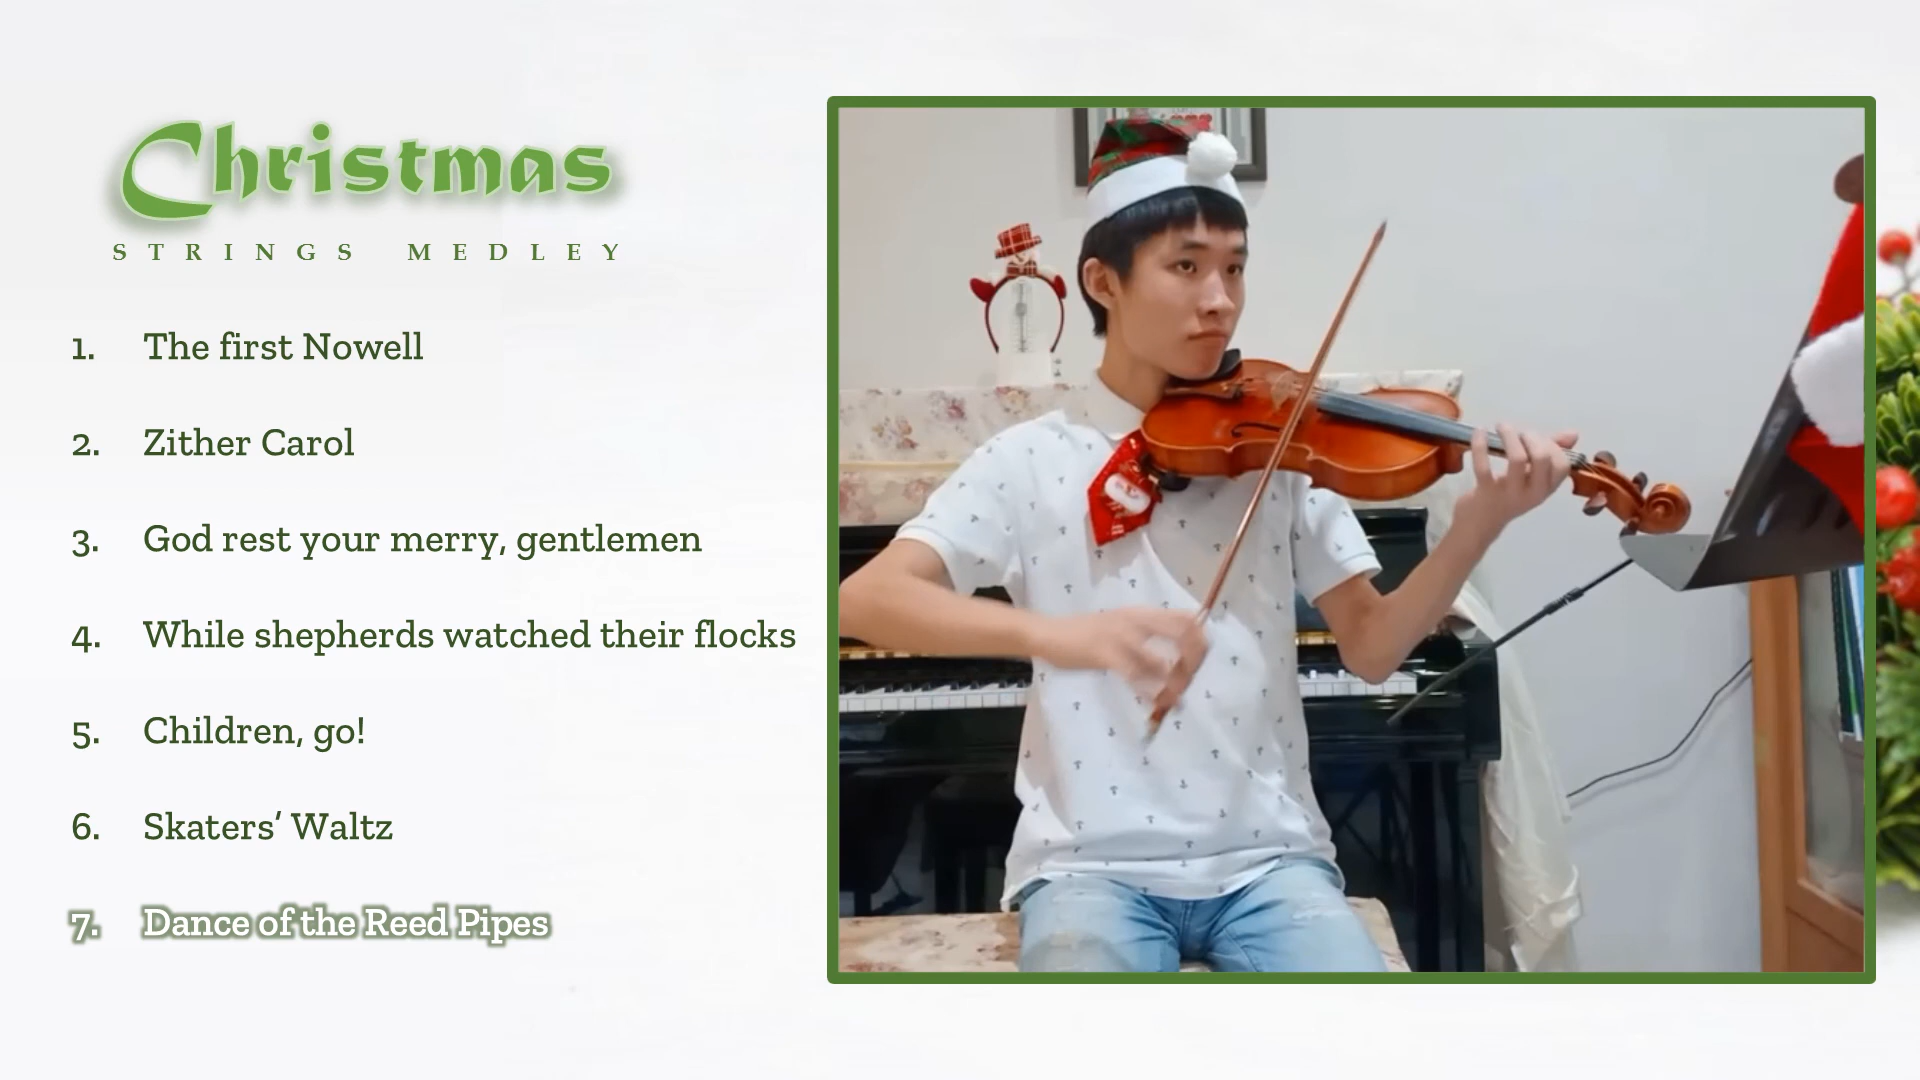 Christmas
STRINGS MEDLEY
1. The first Nowell
2. Zither Carol
3. God rest your merry, gentlemen
4. While shepherds watched their flocks
5. Children, go!
6. Skaters’ Waltz
7. Dance of the Reed Pipes